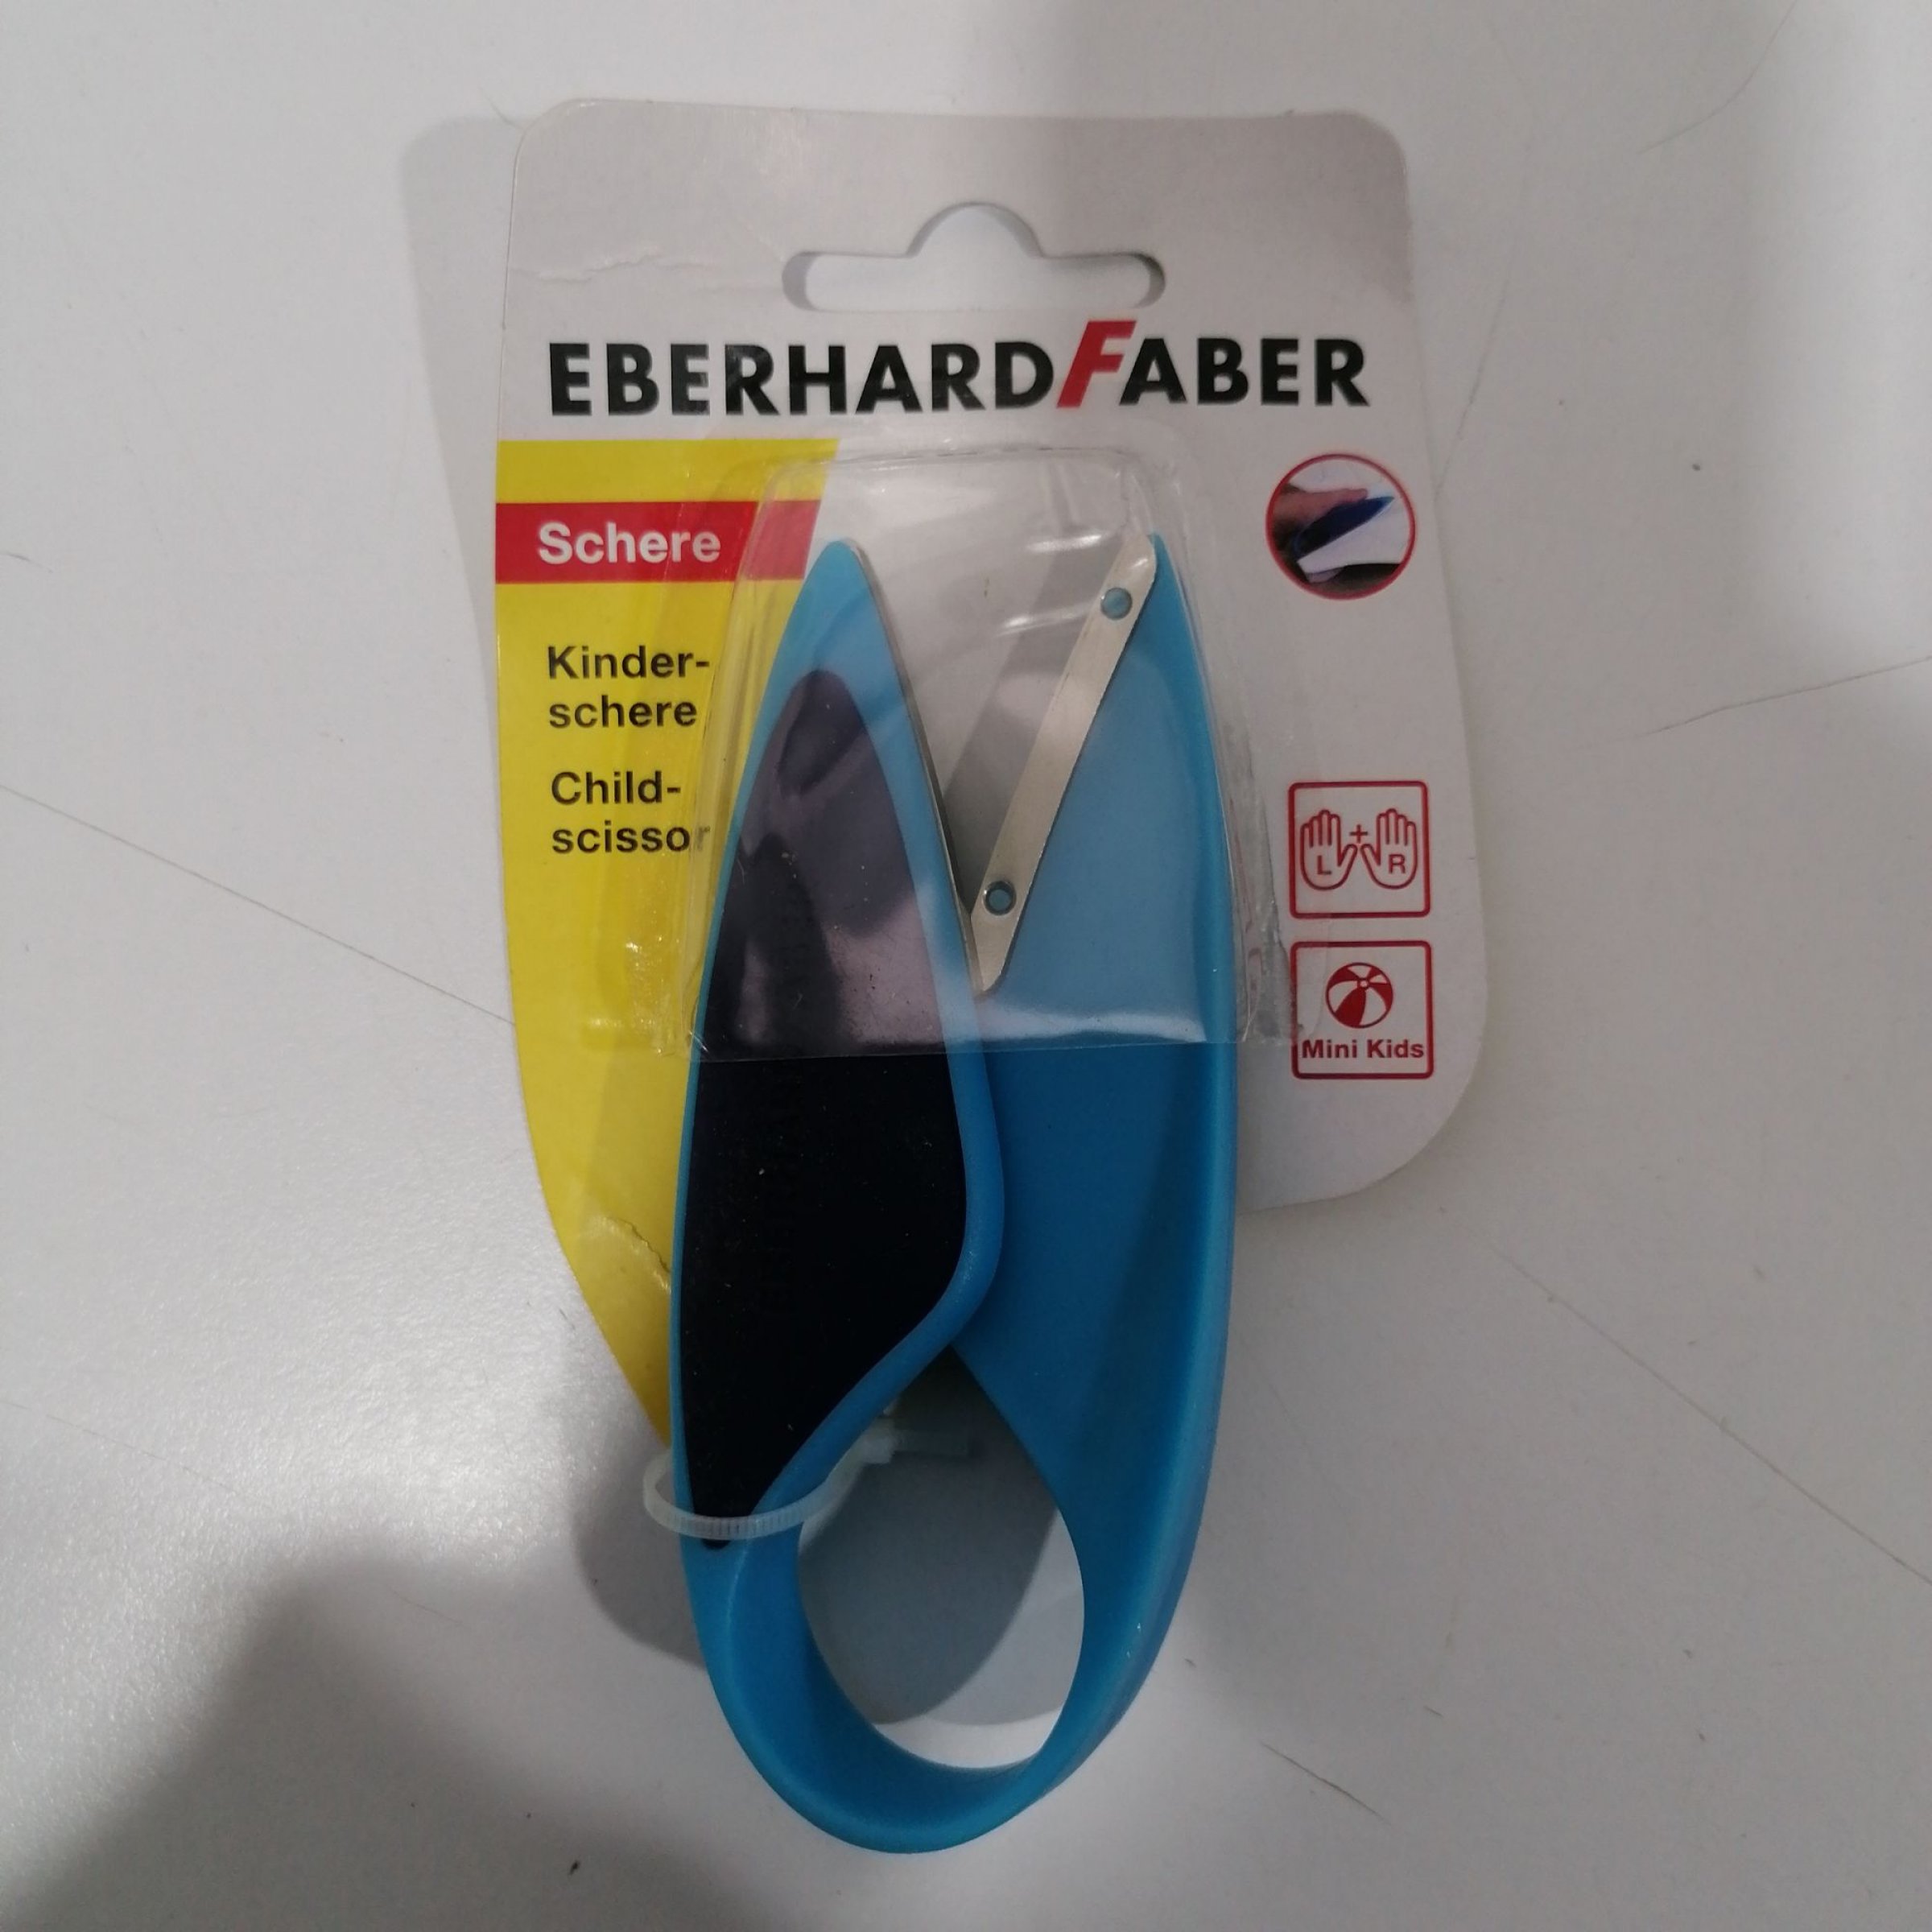 EBERHARDFABER
Schere
Kinder-
schere
Child-
scissor
L + R
Mini Kids